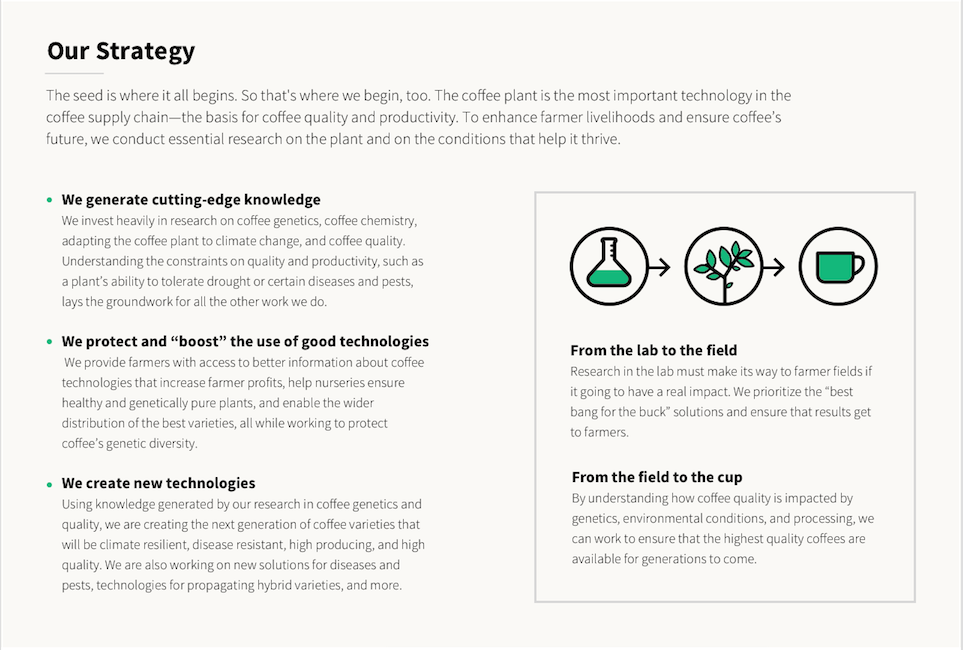 Our Strategy
The seed is where it all begins. So that's where we begin, too. The coffee plant is the most important technology in the
coffee supply chain—the basis for coffee quality and productivity. To enhance farmer livelihoods and ensure coffee's
future, we conduct essential research on the plant and on the conditions that help it thrive.
We generate cutting-edge knowledge
We invest heavily in research on coffee genetics, coffee chemistry,
adapting the coffee plant to climate change, and coffee quality.
Understanding the constraints on quality and productivity, such as
a plant's ability to tolerate drought or certain diseases and pests,
lays the groundwork for all the other work we do.
We protect and “boost” the use of good technologies
We provide farmers with access to better information about coffee
technologies that increase farmer profits, help nurseries ensure
healthy and genetically pure plants, and enable the wider
distribution of the best varieties, all while working to protect
coffee's genetic diversity.
We create new technologies
Using knowledge generated by our research in coffee genetics and
quality, we are creating the next generation of coffee varieties that
will be climate resilient, disease resistant, high producing, and high
quality. We are also working on new solutions for diseases and
pests, technologies for propagating hybrid varieties, and more.
From the lab to the field
Research in the lab must make its way to farmer fields if
it going to have a real impact. We prioritize the “best
bang for the buck” solutions and ensure that results get
to farmers.
From the field to the cup
By understanding how coffee quality is impacted by
genetics, environmental conditions, and processing, we
can work to ensure that the highest quality coffees are
available for generations to come.